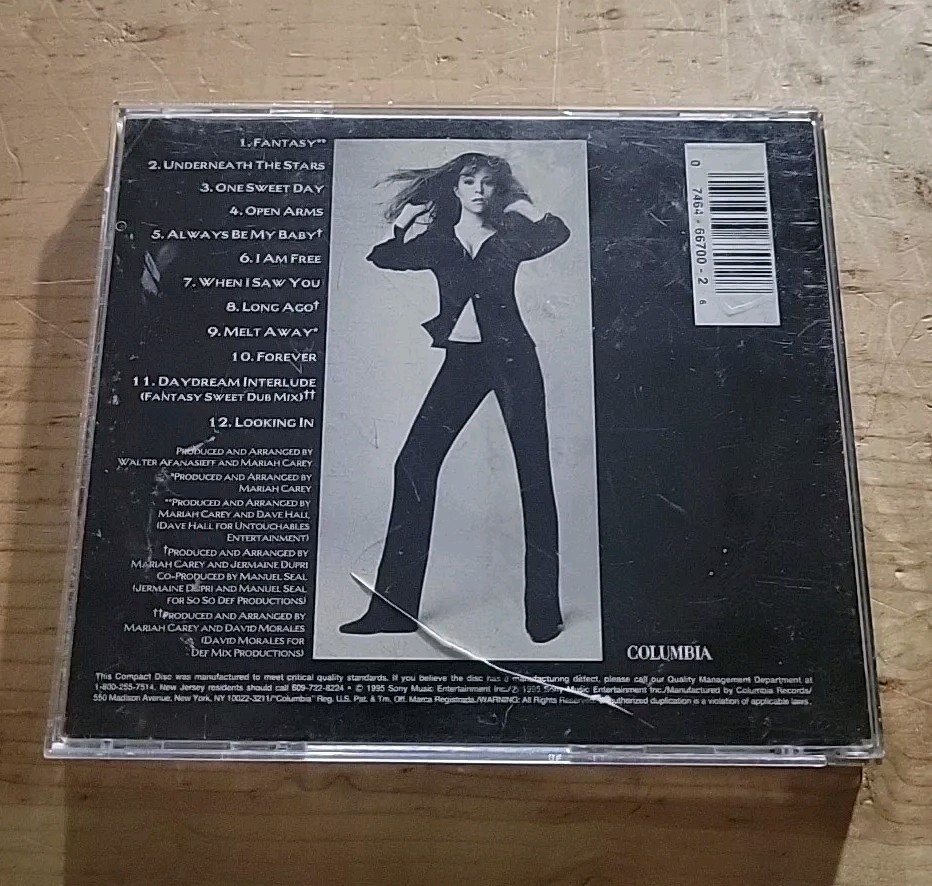 1. FANTASY**
2. UNDERNEATH THE STARS
3. ONE SWEET DAY
4. OPEN ARMS
5. ALWAYS BE MY BABY†
6. I AM FREE
7. WHEN I SAW YOU
8. LONG AGO†
9. MELT AWAY*
10. FOREVER
11. DAYDREAM INTERLUDE
(FANTASY SWEET DUB MIX)††
12. LOOKING IN
PRODUCED AND ARRANGED BY
WALTER AFANASIEFF AND MARIAH CAREY
*PRODUCED AND ARRANGED BY
MARIAH CAREY
**PRODUCED AND ARRANGED BY
MARIAH CAREY AND DAVE HALL
(DAVE HALL FOR UNTOUCHABLES
ENTERTAINMENT)
†PRODUCED AND ARRANGED BY
MARIAH CAREY AND JERMAINE DUPRI
CO-PRODUCED BY MANUEL SEAL
(JERMAINE DUPRI AND MANUEL SEAL
FOR SO SO DEF PRODUCTIONS)
††PRODUCED AND ARRANGED BY
MARIAH CAREY AND DAVID MORALES
(DAVID MORALES FOR
DEF MIX PRODUCTIONS)
0 7464-66700-2 6
COLUMBIA
This Compact Disc was manufactured to meet critical quality standards. If you believe the disc has a manufacturing defect, please call our Quality Management Department at
1-800-255-7514. New Jersey residents should call 609-722-8224 • © 1995 Sony Music Entertainment Inc./℗ 1995 Sony Music Entertainment Inc./Manufactured by Columbia Records/
550 Madison Avenue, New York, NY 10022-3211/"Columbia" Reg. U.S. Pat. & Tm. Off. Marca Registrada./WARNING: All Rights Reserved. Unauthorized duplication is a violation of applicable laws.